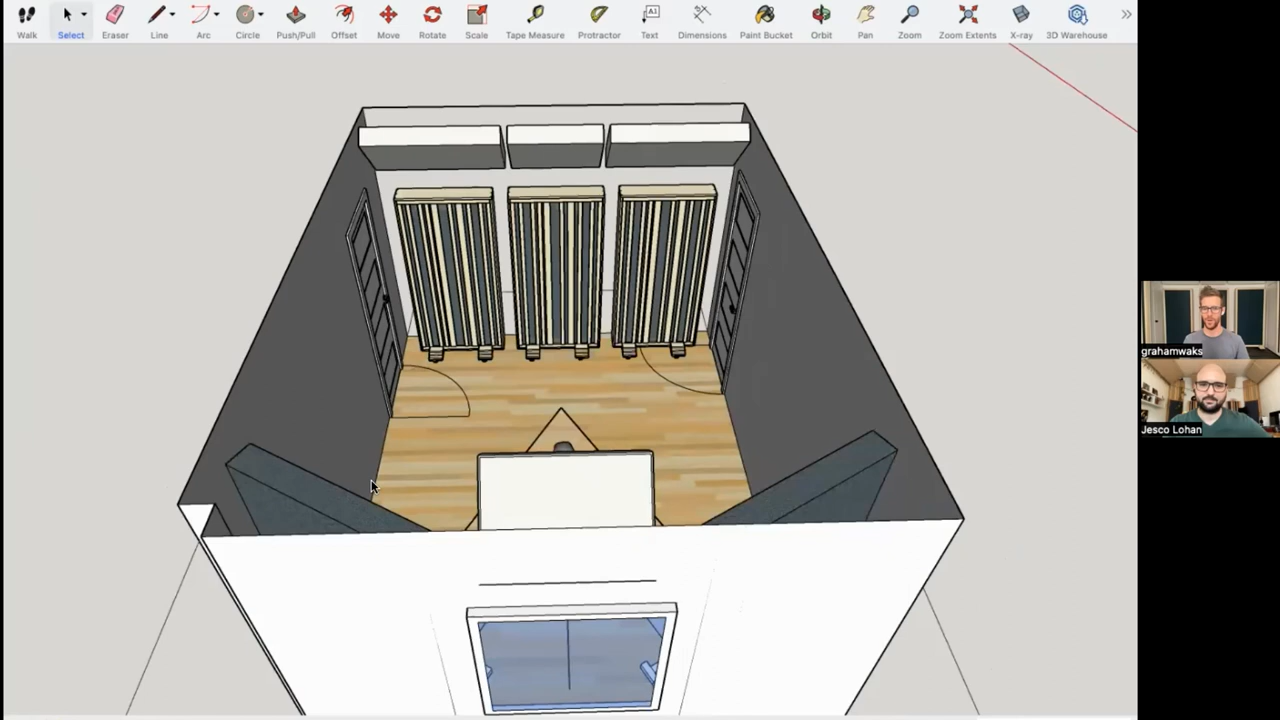 Walk
Select
Eraser
Line
Arc
Circle
Push/Pull
Offset
Move
Rotate
Scale
Tape Measure
Protractor
Text
Dimensions
Paint Bucket
Orbit
Pan
Zoom
Zoom Extents
X-ray
3D Warehouse
A1
grahamwaks
Jesco Lohan